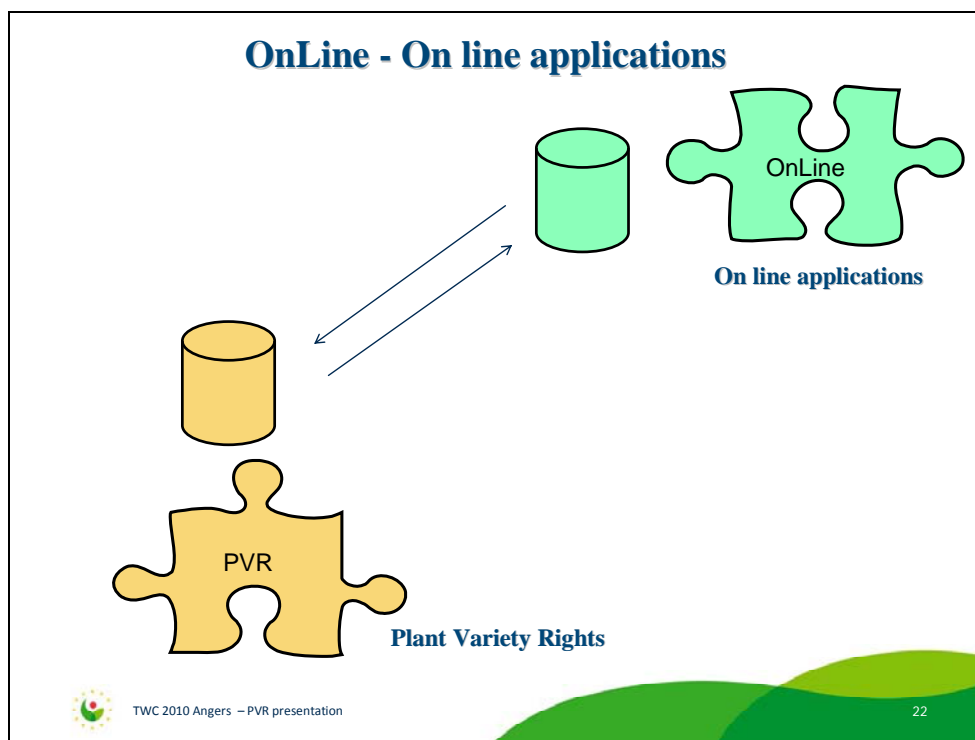 OnLine - On line applications
OnLine
On line applications
PVR
Plant Variety Rights
TWC 2010 Angers – PVR presentation
22